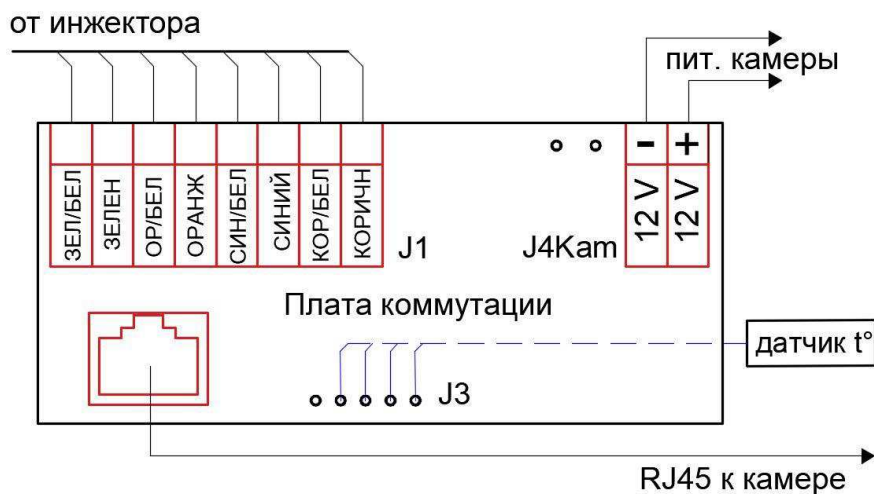 от инжектора
пит. камеры
ЗЕЛ/БЕЛ
ЗЕЛЕН
ОР/БЕЛ
ОРАНЖ
СИН/БЕЛ
СИНИЙ
КОР/БЕЛ
КОРИЧН
J1
J4Kam
- +
12 V
12 V
Плата коммутации
датчик t°
J3
RJ45 к камере